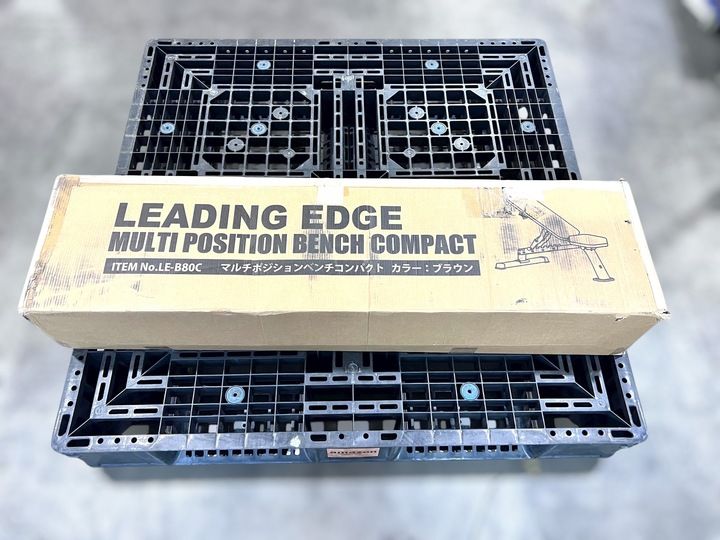 LEADING EDGE
MULTI POSITION BENCH COMPACT
ITEM No.LE-B80C マルチポジションベンチコンパクト カラー：ブラウン
amazon